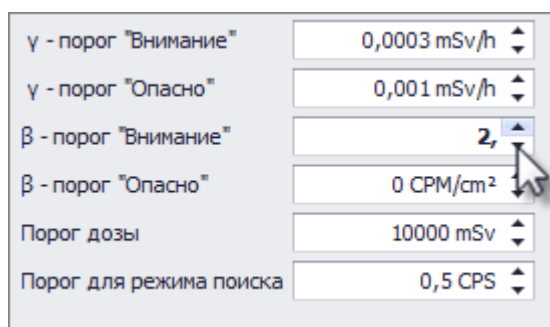 γ - порог "Внимание" 0,0003 mSv/h
γ - порог "Опасно" 0,001 mSv/h
β - порог "Внимание" 2,
β - порог "Опасно" 0 CPM/cm²
Порог дозы 10000 mSv
Порог для режима поиска 0,5 CPS